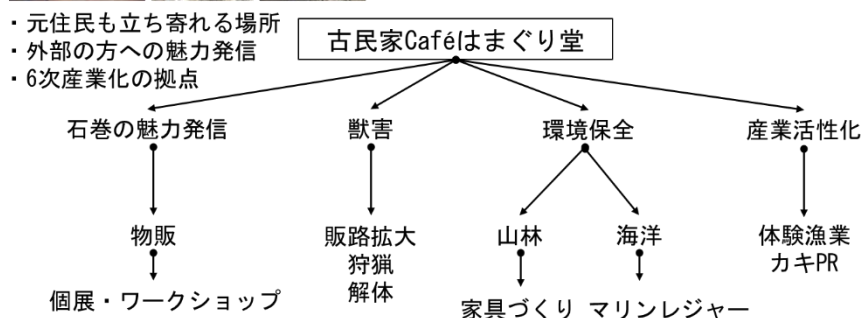 ・元住民も立ち寄れる場所
・外部の方への魅力発信
・6次産業化の拠点
古民家Caféはまぐり堂
石巻の魅力発信
獣害
環境保全
産業活性化
物販
販路拡大
狩猟
解体
山林
海洋
体験漁業
カキPR
個展・ワークショップ
家具づくり
マリンレジャー